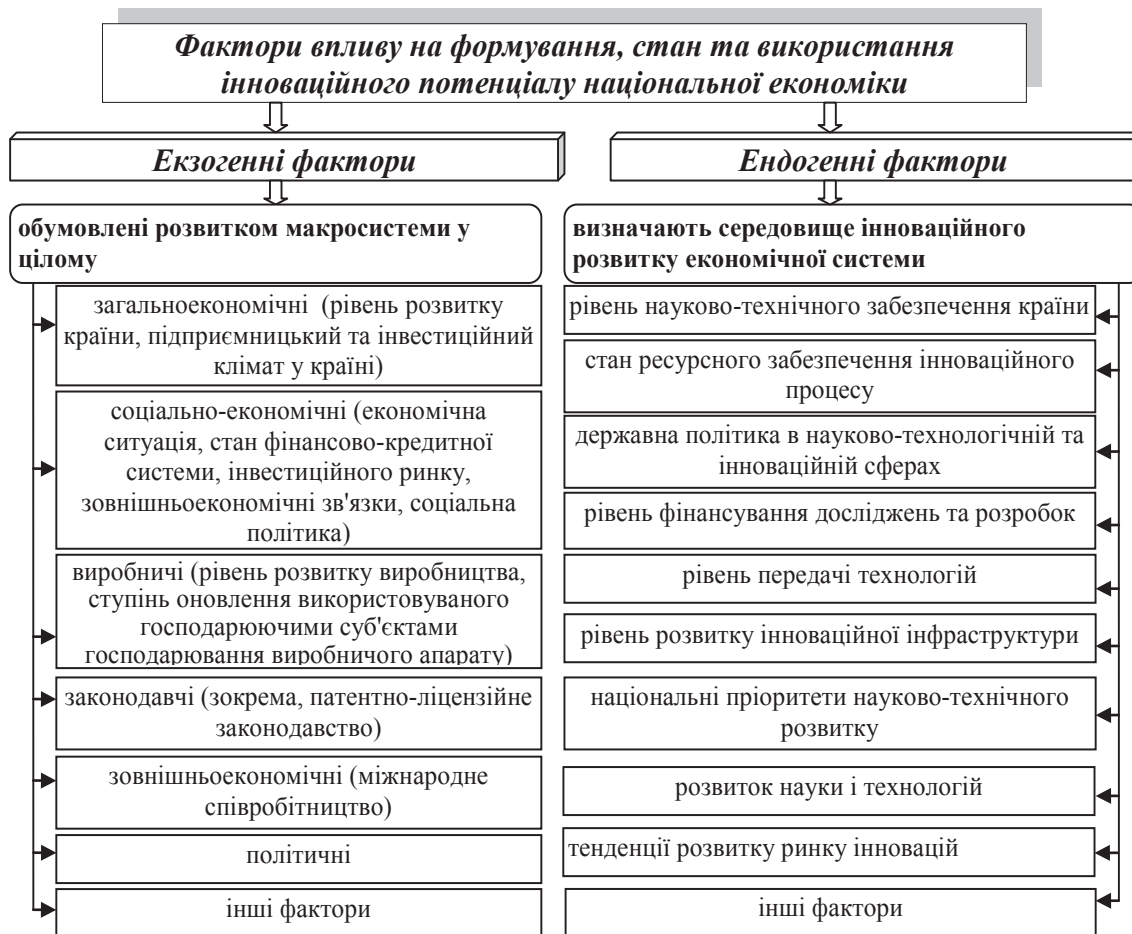 Фактори впливу на формування, стан та використання
інноваційного потенціалу національної економіки
Екзогенні фактори
обумовлені розвитком макросистеми у
цілому
загальноекономічні (рівень розвитку
країни, підприємницький та інвестиційний
клімат у країні)
соціально-економічні (економічна
ситуація, стан фінансово-кредитної
системи, інвестиційного ринку,
зовнішньоекономічні зв'язки, соціальна
політика)
виробничі (рівень розвитку виробництва,
ступінь оновлення використовуваного
господарюючими суб'єктами
господарювання виробничого апарату)
законодавчі (зокрема, патентно-ліцензійне
законодавство)
зовнішньоекономічні (міжнародне
співробітництво)
політичні
інші фактори
Ендогенні фактори
визначають середовище інноваційного
розвитку економічної системи
рівень науково-технічного забезпечення країни
стан ресурсного забезпечення інноваційного
процесу
державна політика в науково-технологічній та
інноваційній сферах
рівень фінансування досліджень та розробок
рівень передачі технологій
рівень розвитку інноваційної інфраструктури
національні пріоритети науково-технічного
розвитку
розвиток науки і технологій
тенденції розвитку ринку інновацій
інші фактори